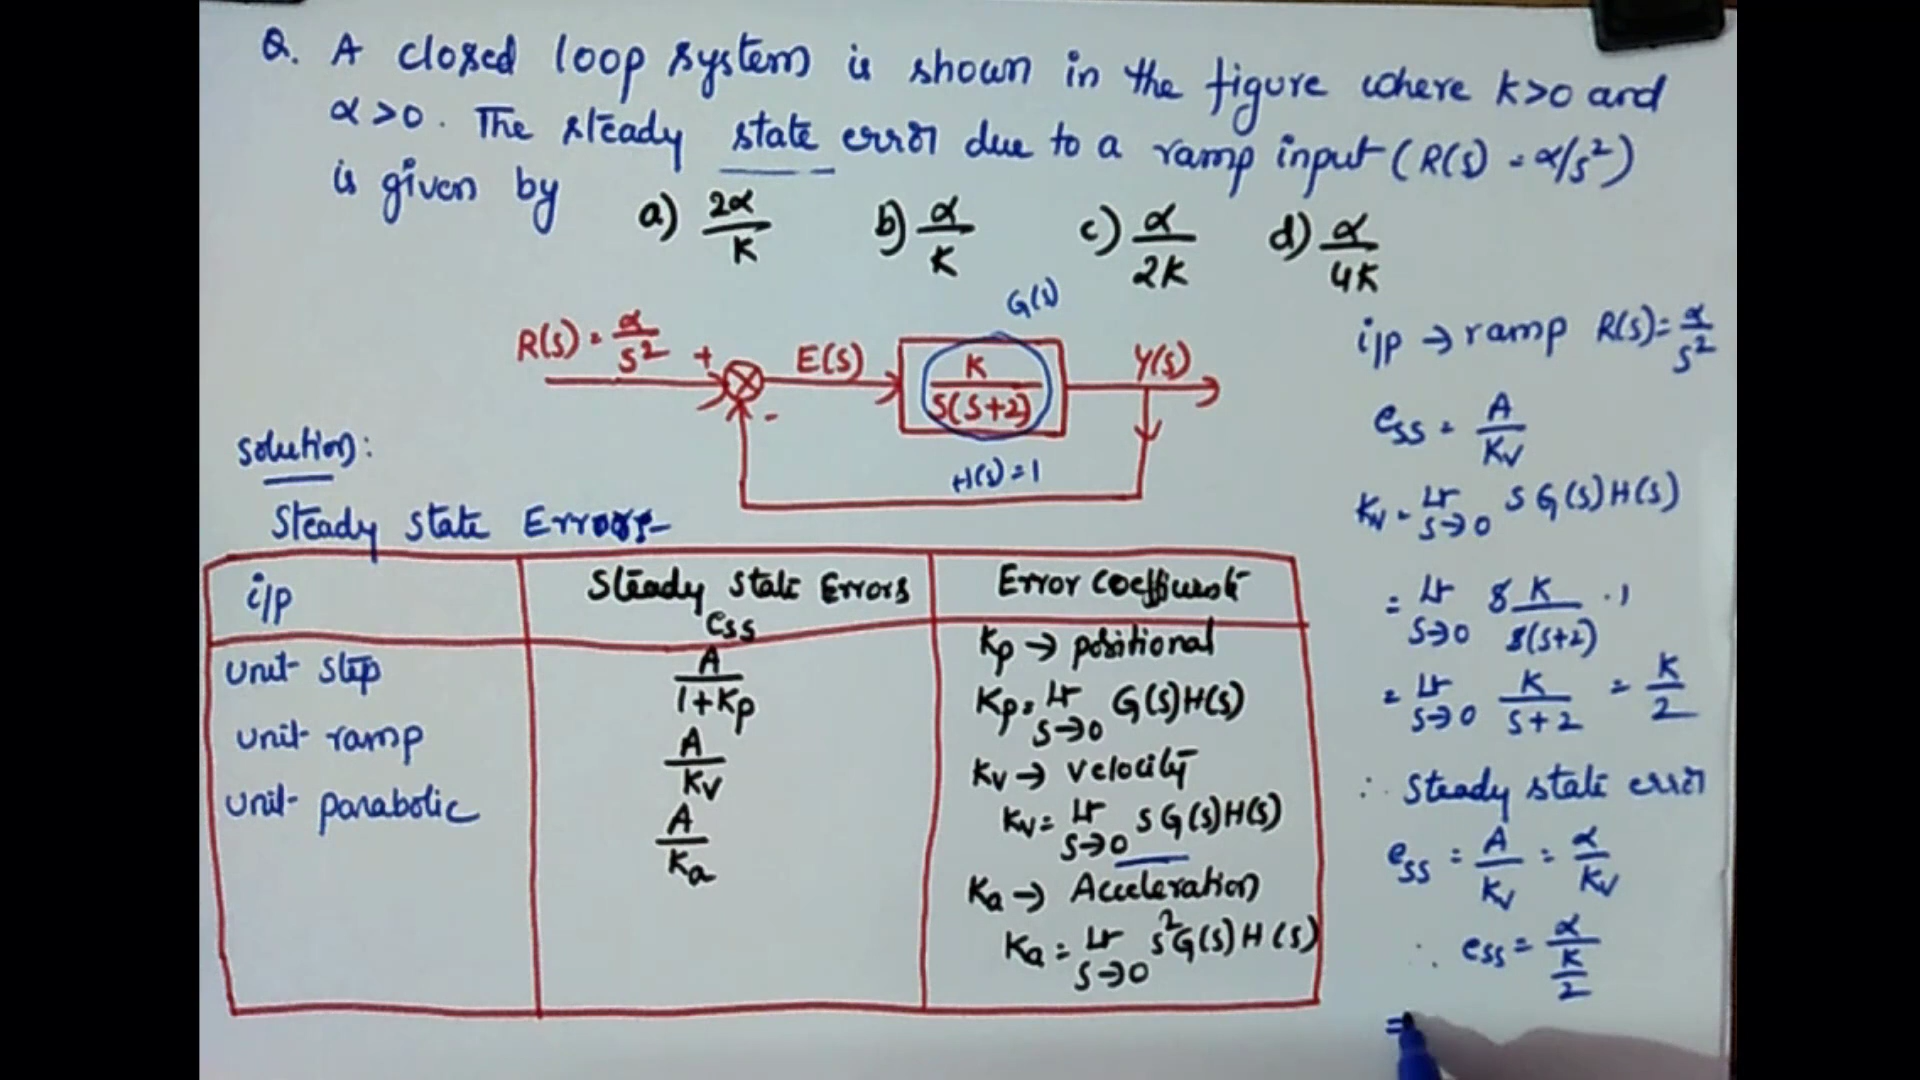 Q. A closed loop system is shown in the figure where K>0 and
α>0. The steady state error due to a ramp input (R(s) = α/s²)
is given by
a) 2α/K b) α/K c) α/2K d) α/4K
G(s)
R(s) = α/s² + E(s) K/S(S+2) Y(s)
-
H(s)=1
Solution:
Steady State Errors-
i/p Steady State Errors ess Error coefficient
unit step A/1+Kp Kp → positional
Kp = Lt S→0 G(s)H(s)
unit ramp A/Kv Kv → velocity
Kv = Lt S→0 S G(s)H(s)
unit parabolic A/Ka Ka → Acceleration
Ka = Lt S→0 S²G(s)H(s)
i/p → ramp R(s) = α/s²
ess = A/Kv
Kv = Lt S→0 S G(s)H(s)
= Lt S→0 S K/S(S+2) . 1
= Lt S→0 K/S+2 = K/2
∴ Steady state error
ess = A/Kv = α/Kv
∴ ess = α/K/2
=